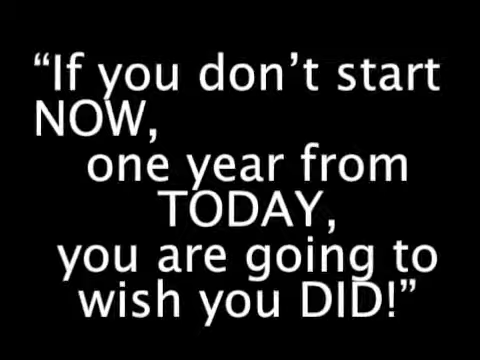 “If you don’t start
NOW,
one year from
TODAY,
you are going to
wish you DID!”